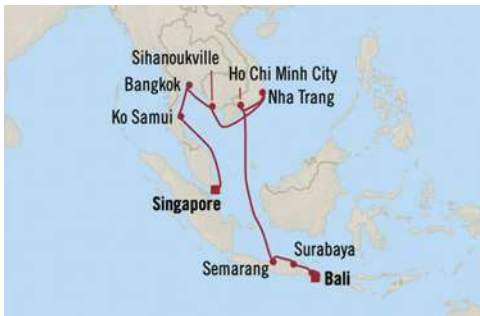 Sihanoukville
Ho Chi Minh City
Bangkok
Nha Trang
Ko Samui
Singapore
Surabaya
Semarang
Bali